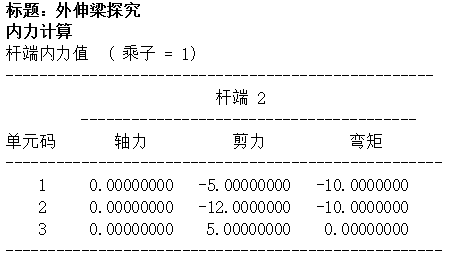 标题：外伸梁探究
内力计算
杆端内力值 ( 乘子 = 1)
--------------------------------------------------
杆端 2
----------------------------------------
单元码 轴力 剪力 弯矩
--------------------------------------------------
1 0.00000000 -5.00000000 -10.0000000
2 0.00000000 -12.0000000 -10.0000000
3 0.00000000 5.00000000 0.00000000
--------------------------------------------------